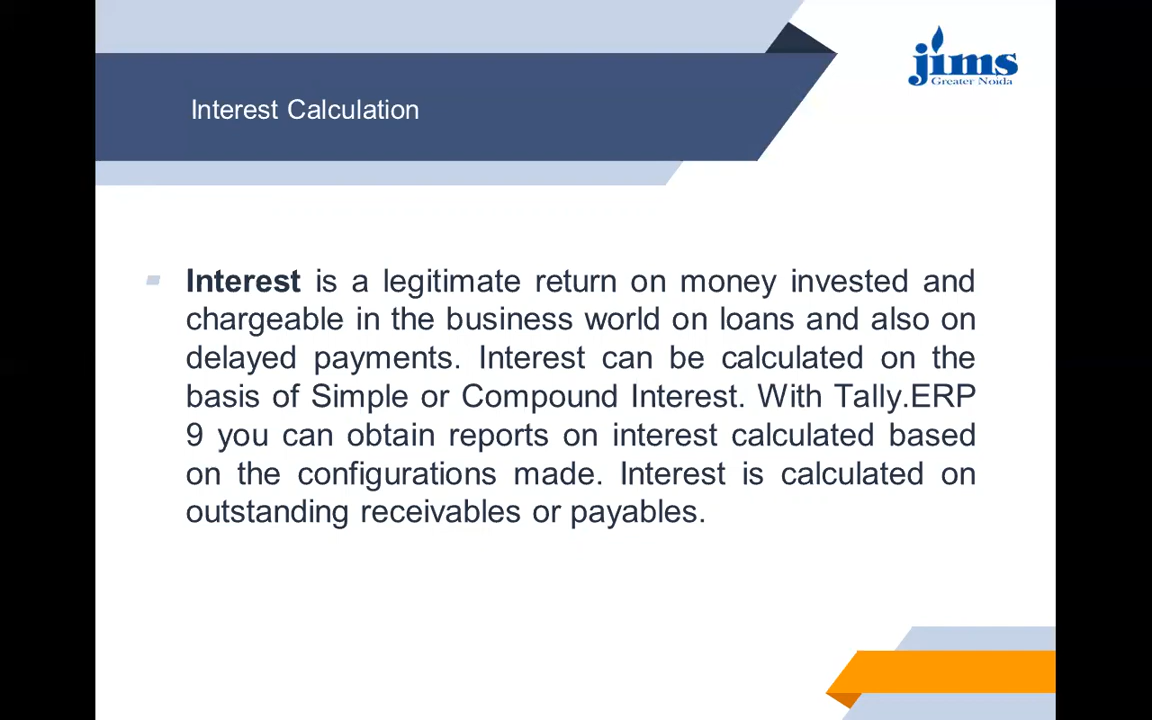 jims
Greater Noida
Interest Calculation
Interest is a legitimate return on money invested and
chargeable in the business world on loans and also on
delayed payments. Interest can be calculated on the
basis of Simple or Compound Interest. With Tally.ERP
9 you can obtain reports on interest calculated based
on the configurations made. Interest is calculated on
outstanding receivables or payables.